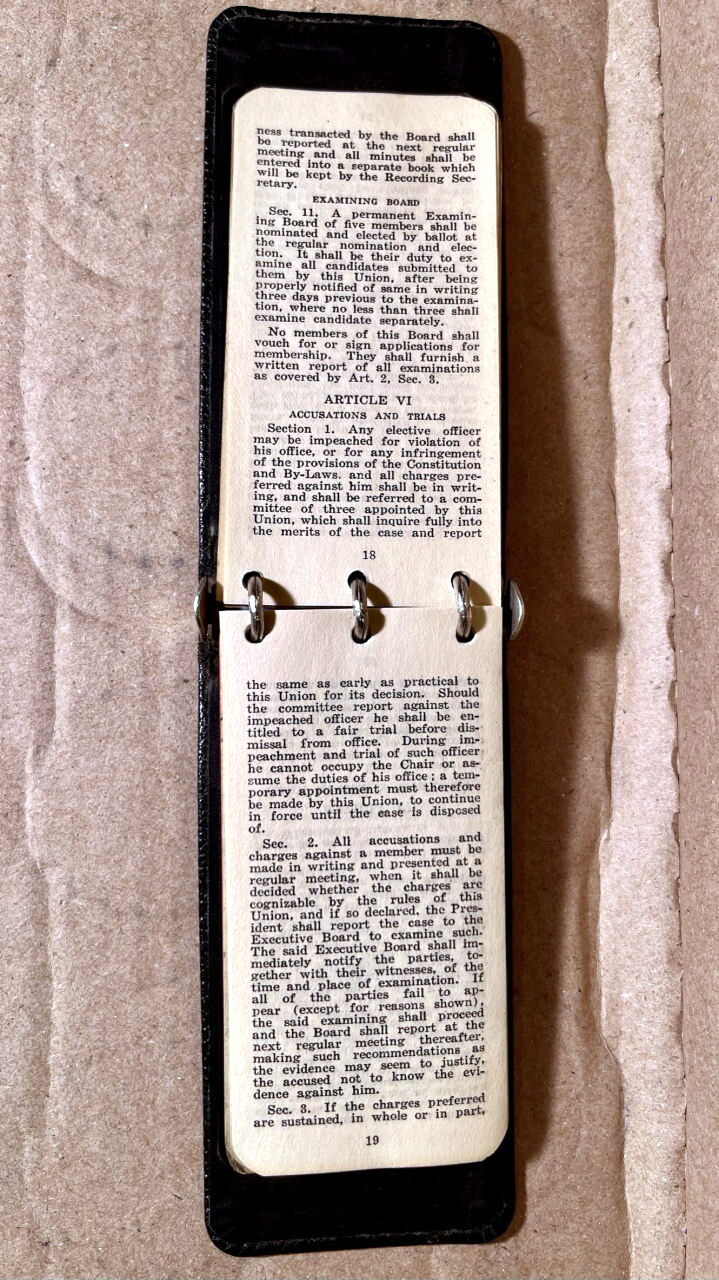 ness transacted by the Board shall
be reported at the next regular
meeting and all minutes shall be
entered into a separate book which
will be kept by the Recording Sec-
retary.
EXAMINING BOARD
Sec. 11. A permanent Examin-
ing Board of five members shall be
nominated and elected by ballot at
the regular nomination and elec-
tion. It shall be their duty to ex-
amine all candidates submitted to
them by this Union, after being
properly notified of same in writing
three days previous to the examina-
tion, where no less than three shall
examine candidate separately.
No members of this Board shall
vouch for or sign applications for
membership. They shall furnish a
written report of all examinations
as covered by Art. 2, Sec. 3.
ARTICLE VI
ACCUSATIONS AND TRIALS
Section 1. Any elective officer
may be impeached for violation of
his office, or for any infringement
of the provisions of the Constitution
and By-Laws. and all charges pre-
ferred against him shall be in writ-
ing, and shall be referred to a com-
mittee of three appointed by this
Union, which shall inquire fully into
the merits of the case and report
18
the same as early as practical to
this Union for its decision. Should
the committee report against the
impeached officer he shall be en-
titled to a fair trial before dis-
missal from office. During im-
peachment and trial of such officer
he cannot occupy the Chair or as-
sume the duties of his office; a tem-
porary appointment must therefore
be made by this Union, to continue
in force until the case is disposed
of.
Sec. 2. All accusations and
charges against a member must be
made in writing and presented at a
regular meeting, when it shall be
decided whether the charges are
cognizable by the rules of this
Union, and if so declared, the Pres-
ident shall report the case to the
Executive Board to examine such.
The said Executive Board shall im-
mediately notify the parties, to-
gether with their witnesses, of the
time and place of examination. If
all of the parties fail to ap-
pear (except for reasons shown),
the said examining shall proceed
and the Board shall report at the
next regular meeting thereafter,
making such recommendations as
the evidence may seem to justify,
the accused not to know the evi-
dence against him.
Sec. 3. If the charges preferred
are sustained, in whole or in part,
19